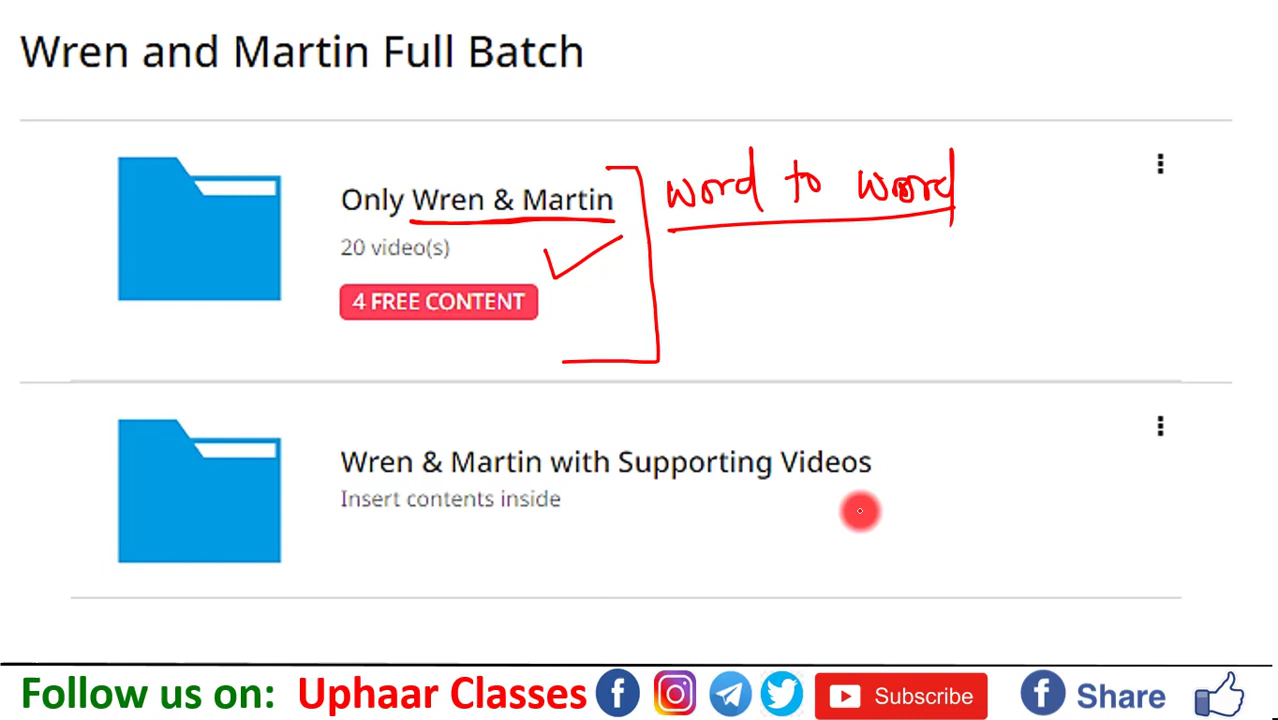 Wren and Martin Full Batch
Only Wren & Martin
word to word
20 video(s)
4 FREE CONTENT
Wren & Martin with Supporting Videos
Insert contents inside
Follow us on: Uphaar Classes Subscribe Share